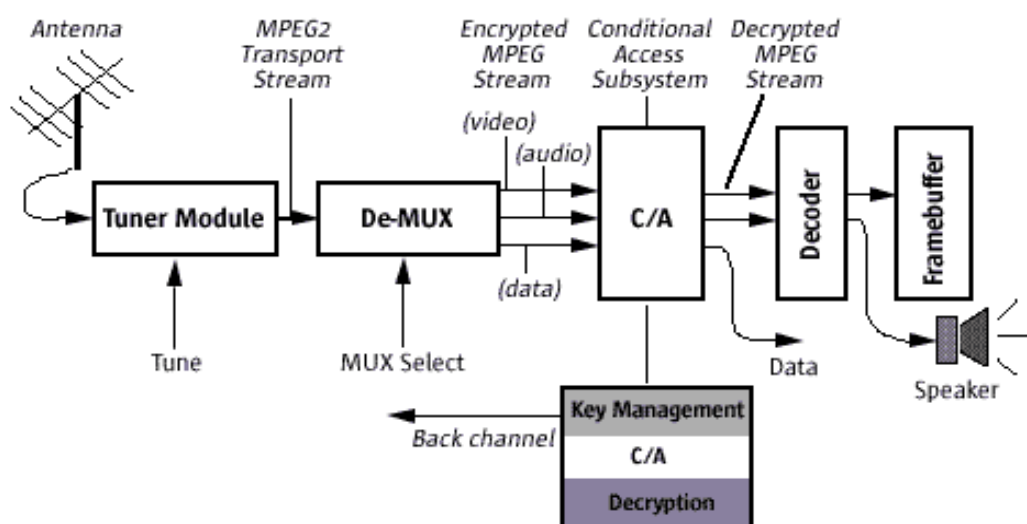 Antenna
MPEG2
Transport
Stream
Encrypted
MPEG
Stream
Conditional
Access
Subsystem
Decrypted
MPEG
Stream
(video)
(audio)
(data)
Tuner Module
De-MUX
C/A
Decoder
Framebuffer
Tune
MUX Select
Data
Speaker
Back channel
Key Management
C/A
Decryption